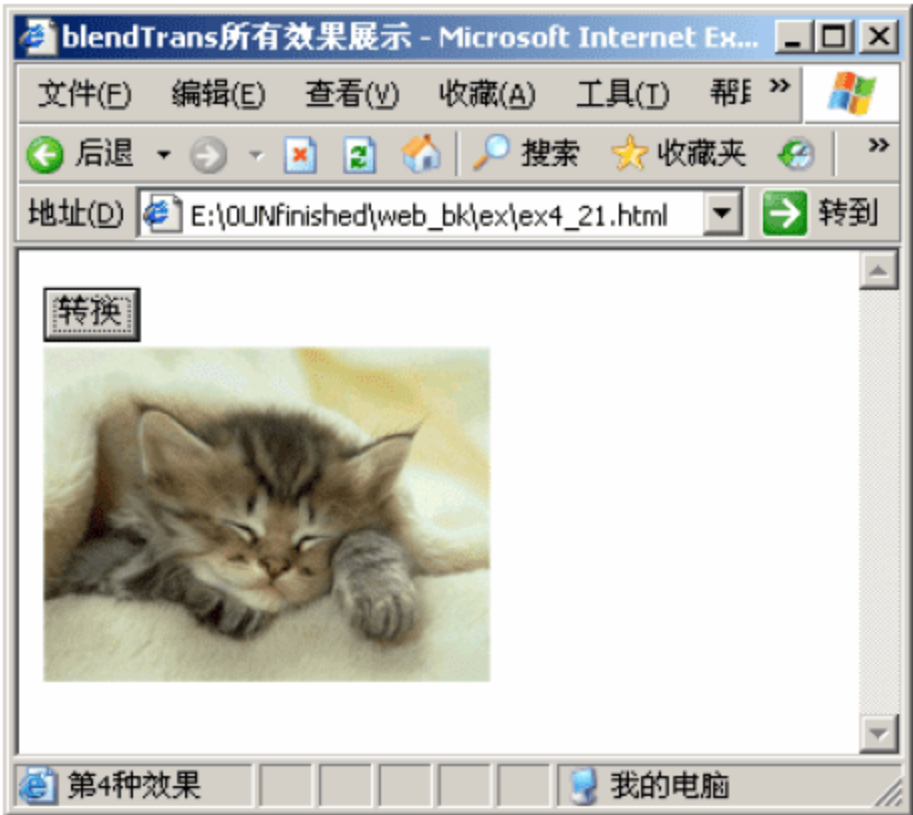 blendTrans所有效果展示 - Microsoft Internet Ex...
文件(F) 编辑(E) 查看(V) 收藏(A) 工具(T) 帮 »
后退 搜索 收藏夹 »
地址(D) E:\0UNfinished\web_bk\ex\ex4_21.html 转到
转换
第4种效果 我的电脑